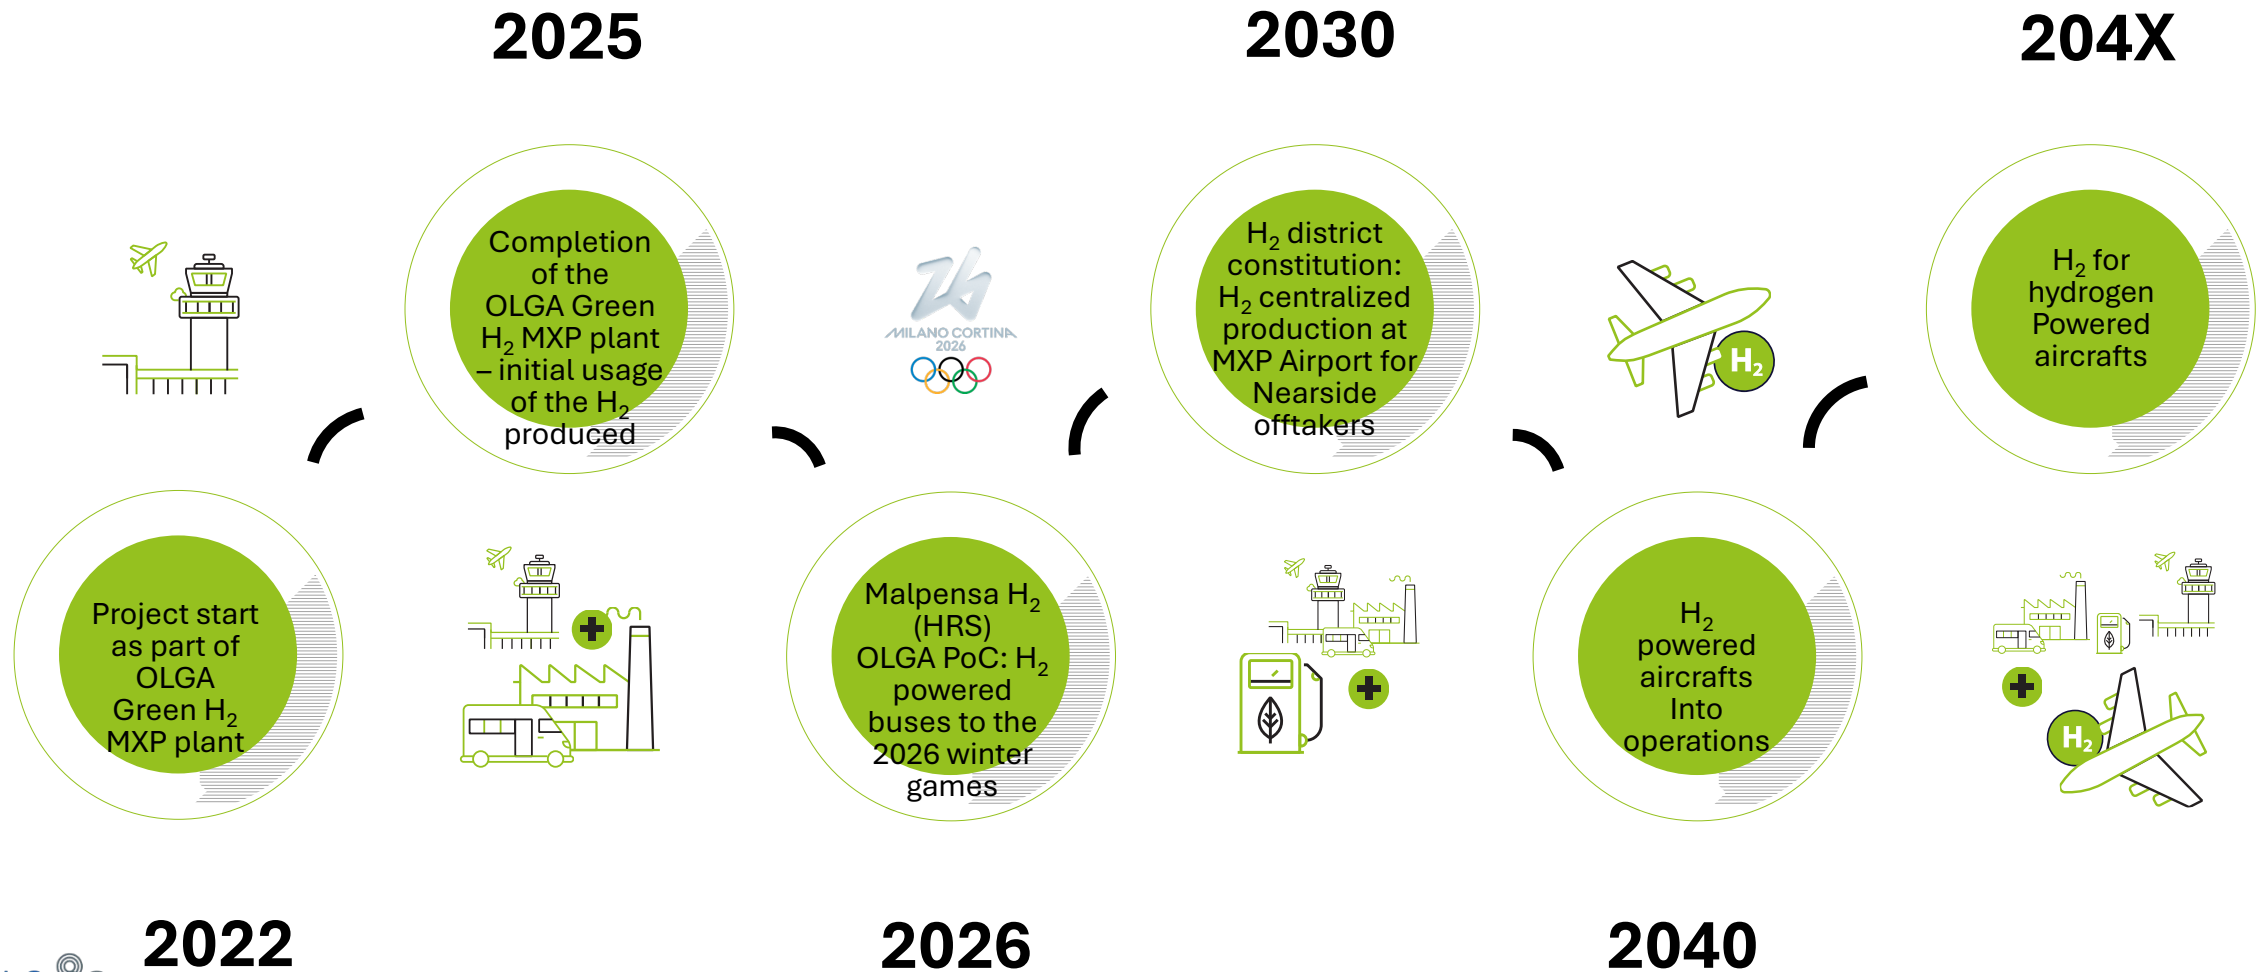 2025
2030
204X
Completion
of the
OLGA Green
H₂ MXP plant
– initial usage
of the H₂
produced
MILANO CORTINA
2026
H₂ district
constitution:
H₂ centralized
production at
MXP Airport for
Nearside
offtakers
H₂
H₂ for
hydrogen
Powered
aircrafts
Project start
as part of
OLGA
Green H₂
MXP plant
Malpensa H₂
(HRS)
OLGA PoC: H₂
powered
buses to the
2026 winter
games
H₂
powered
aircrafts
Into
operations
H₂
2022
2026
2040